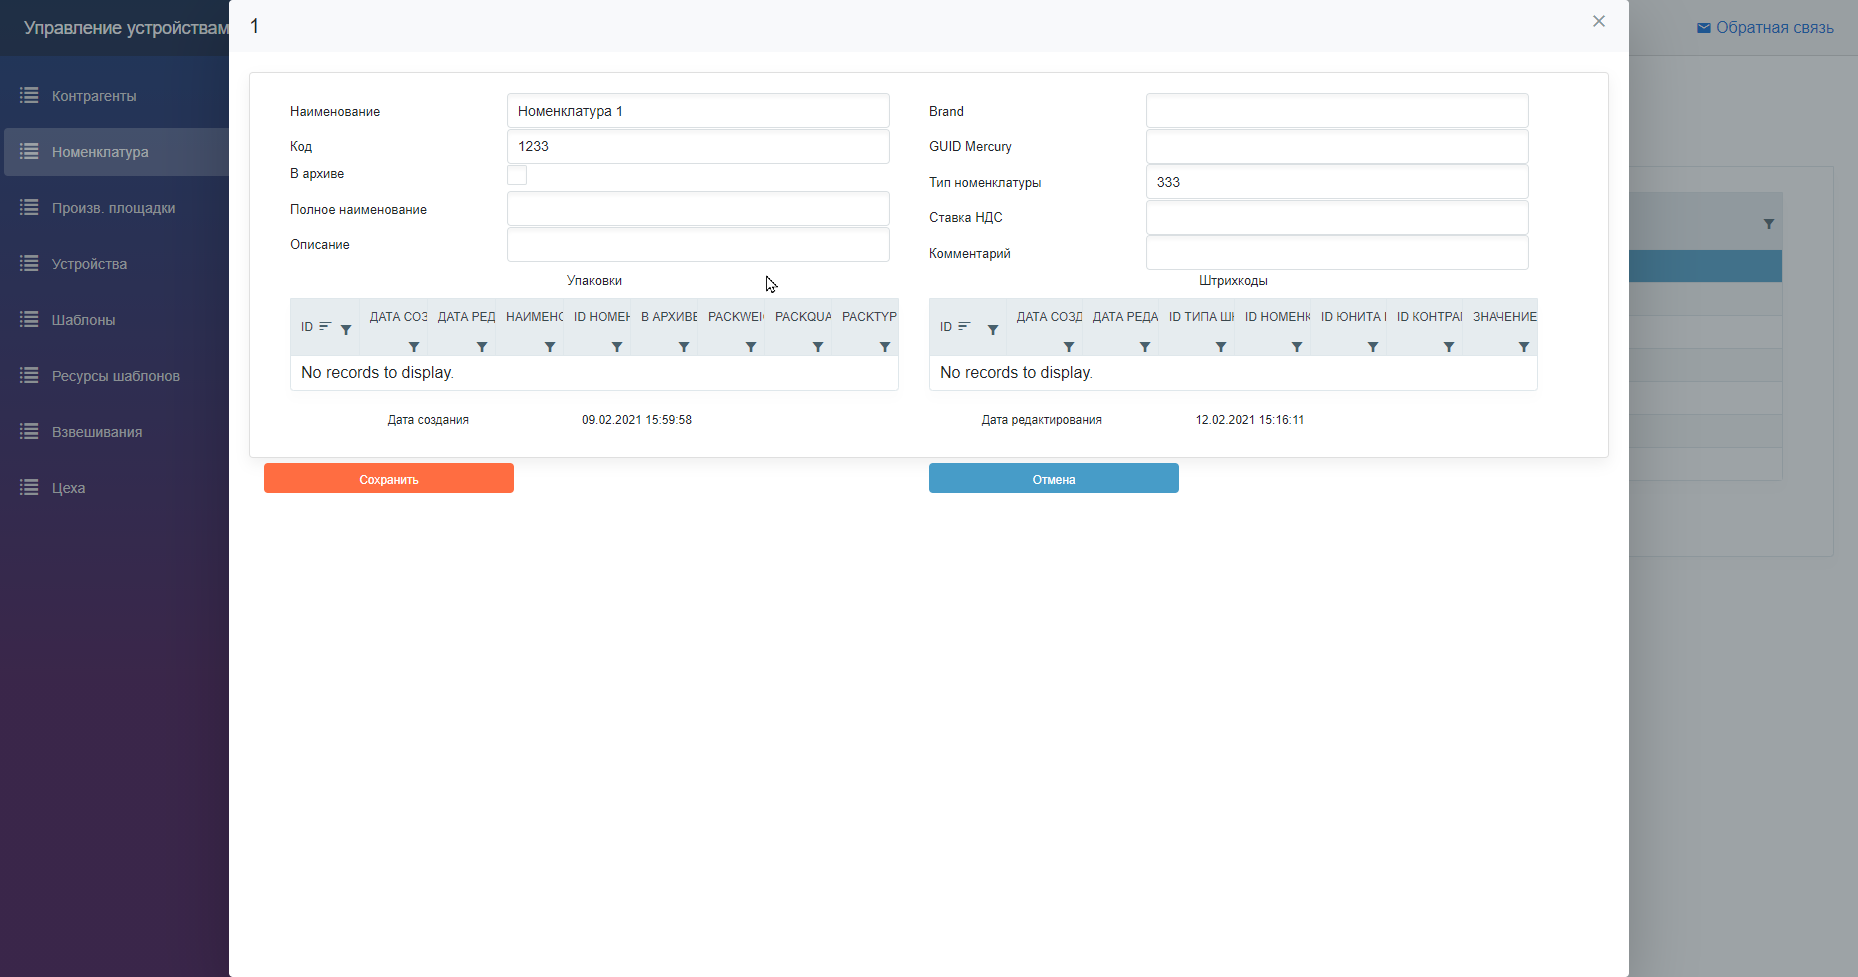 Управление устройствам
1
Обратная связь
Контрагенты
Номенклатура
Произв. площадки
Устройства
Шаблоны
Ресурсы шаблонов
Взвешивания
Цеха
Наименование Номенклатура 1
Код 1233
В архиве
Полное наименование
Описание
Brand
GUID Mercury
Тип номенклатуры 333
Ставка НДС
Комментарий
Упаковки
ID ДАТА СОЗ ДАТА РЕД НАИМЕНО ID НОМЕН В АРХИВЕ PACKWEI PACKQUA PACKTYP
No records to display.
Штрихкоды
ID ДАТА СОЗД ДАТА РЕДА ID ТИПА ШІ ID НОМЕНК ID ЮНИТА ID КОНТРА ЗНАЧЕНИЕ
No records to display.
Дата создания 09.02.2021 15:59:58
Дата редактирования 12.02.2021 15:16:11
Сохранить
Отмена